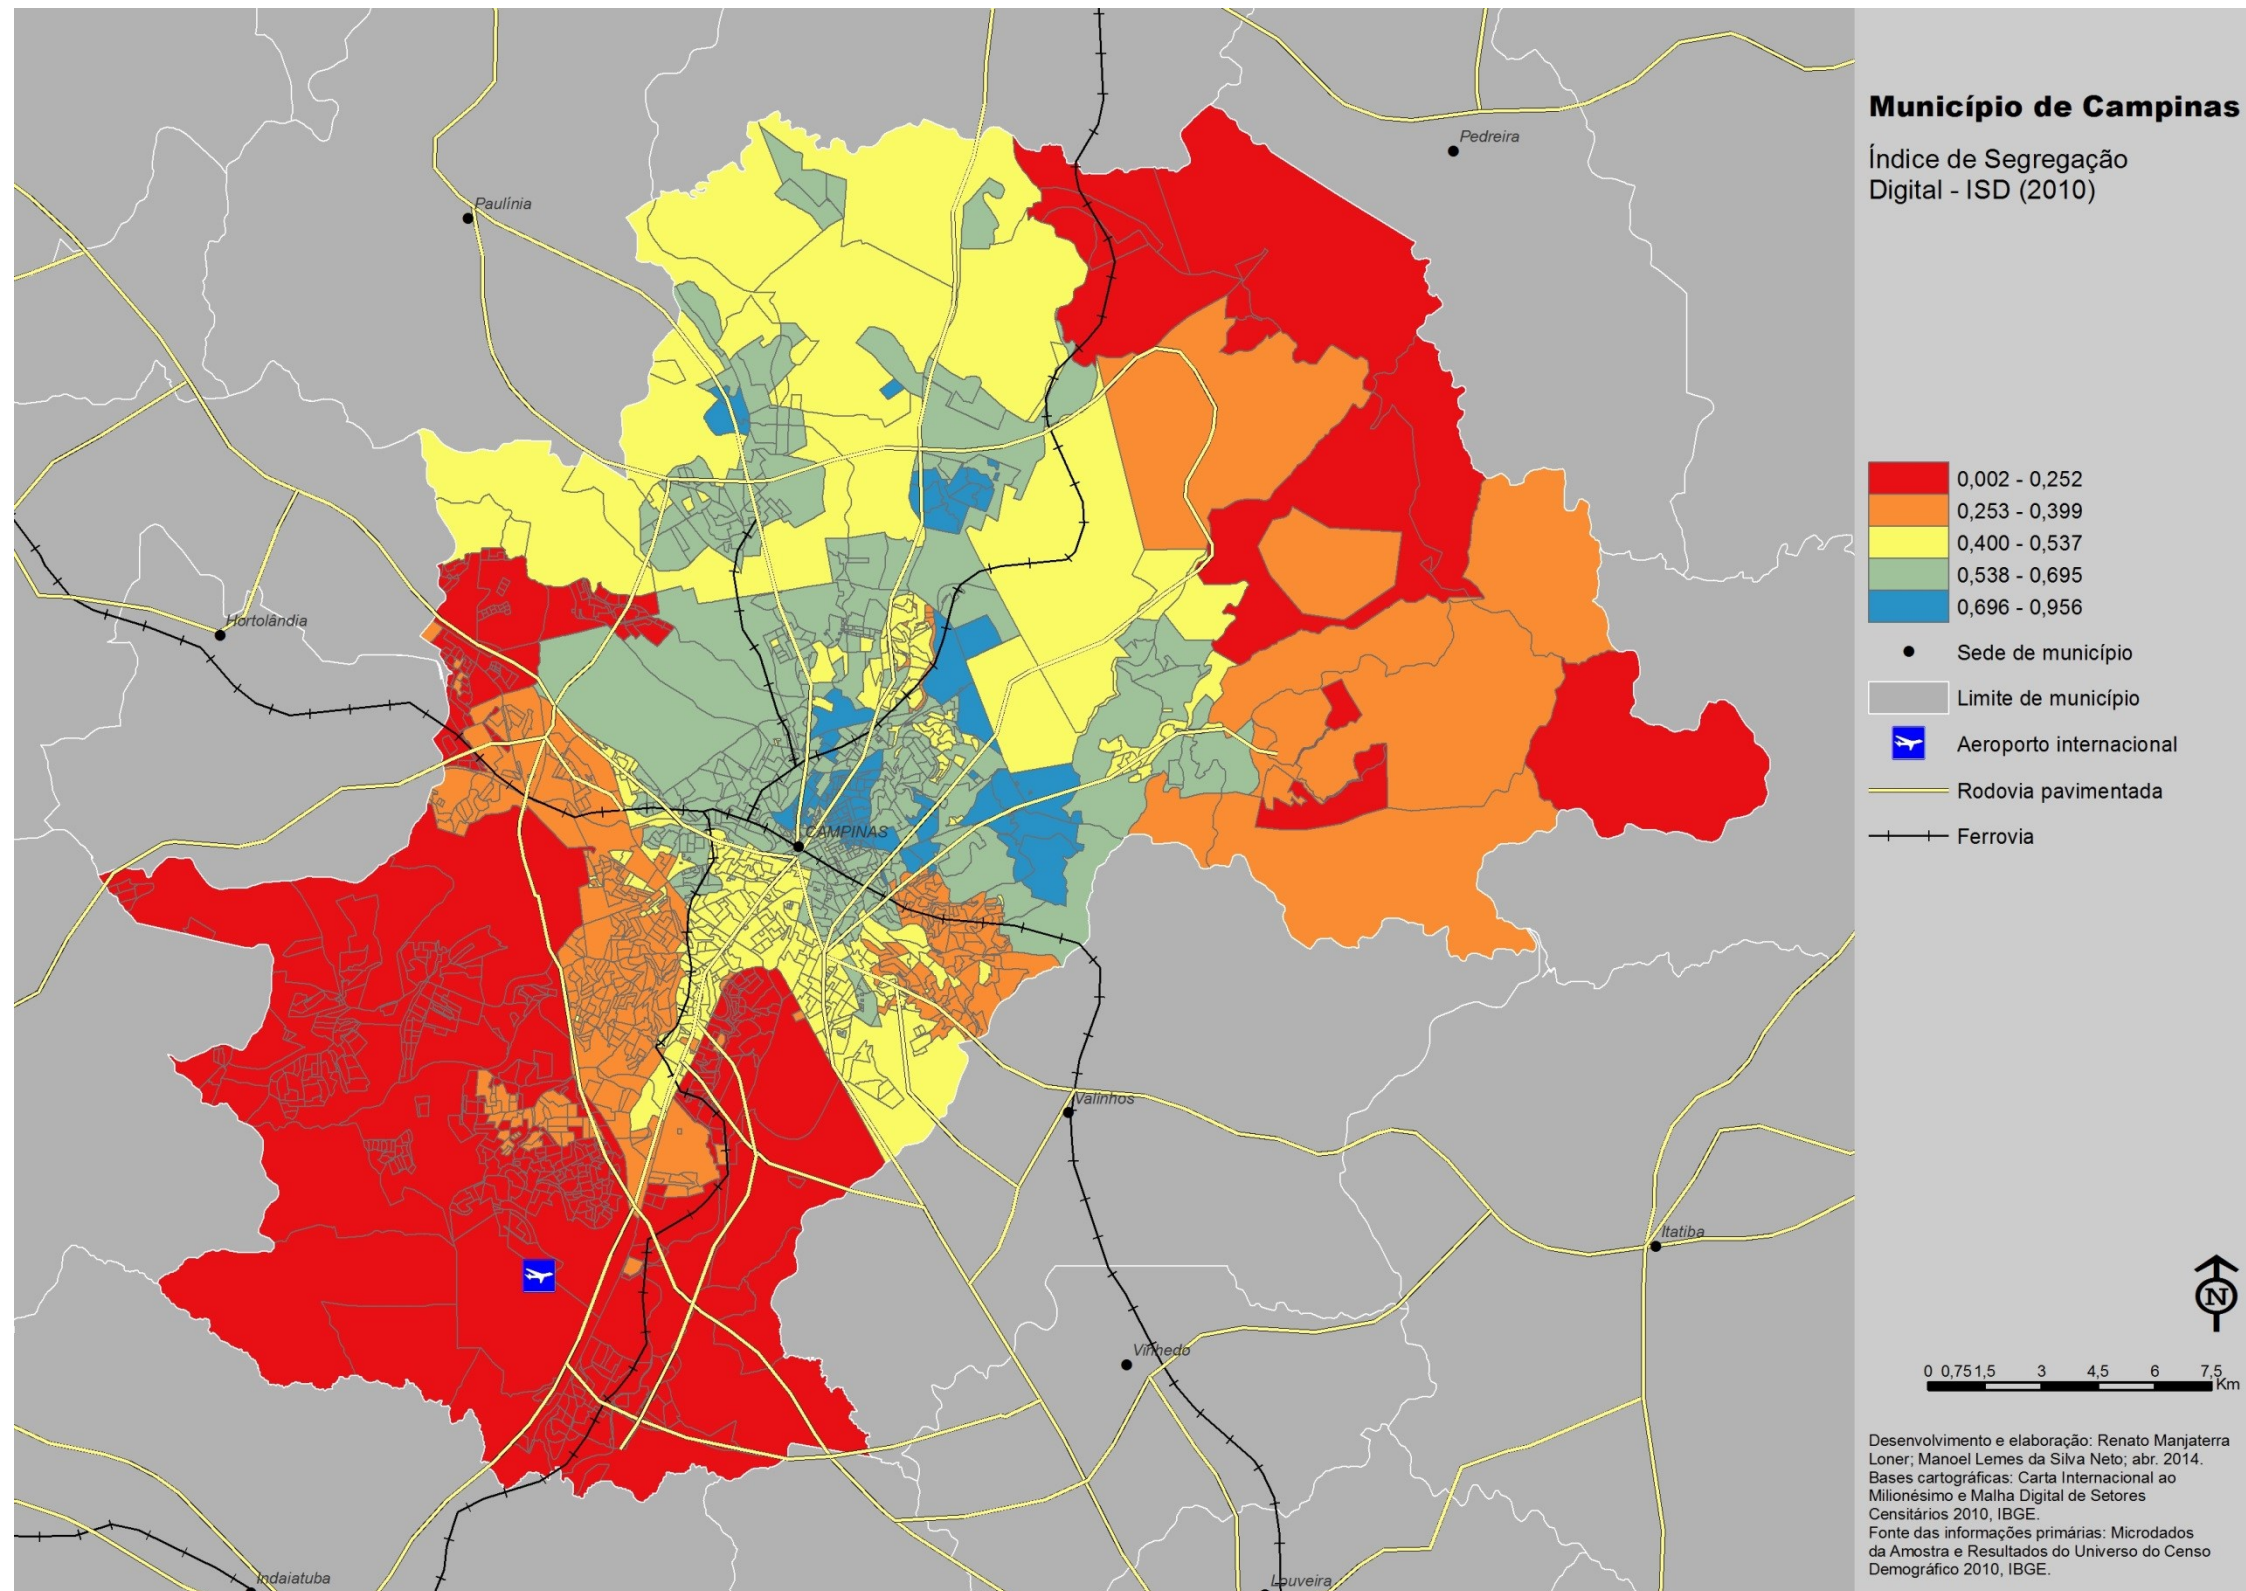 Município de Campinas
Índice de Segregação
Digital - ISD (2010)
0,002 - 0,252
0,253 - 0,399
0,400 - 0,537
0,538 - 0,695
0,696 - 0,956
Sede de município
Limite de município
Aeroporto internacional
Rodovia pavimentada
Ferrovia
Pedreira
Paulínia
Hortolândia
CAMPINAS
Valinhos
Itatiba
Vinhedo
Indaiatuba
Louveira
N
0 0,75 1,5 3 4,5 6 7,5
Km
Desenvolvimento e elaboração: Renato Manjaterra
Loner; Manoel Lemes da Silva Neto; abr. 2014.
Bases cartográficas: Carta Internacional ao
Milionésimo e Malha Digital de Setores
Censitários 2010, IBGE.
Fonte das informações primárias: Microdados
da Amostra e Resultados do Universo do Censo
Demográfico 2010, IBGE.